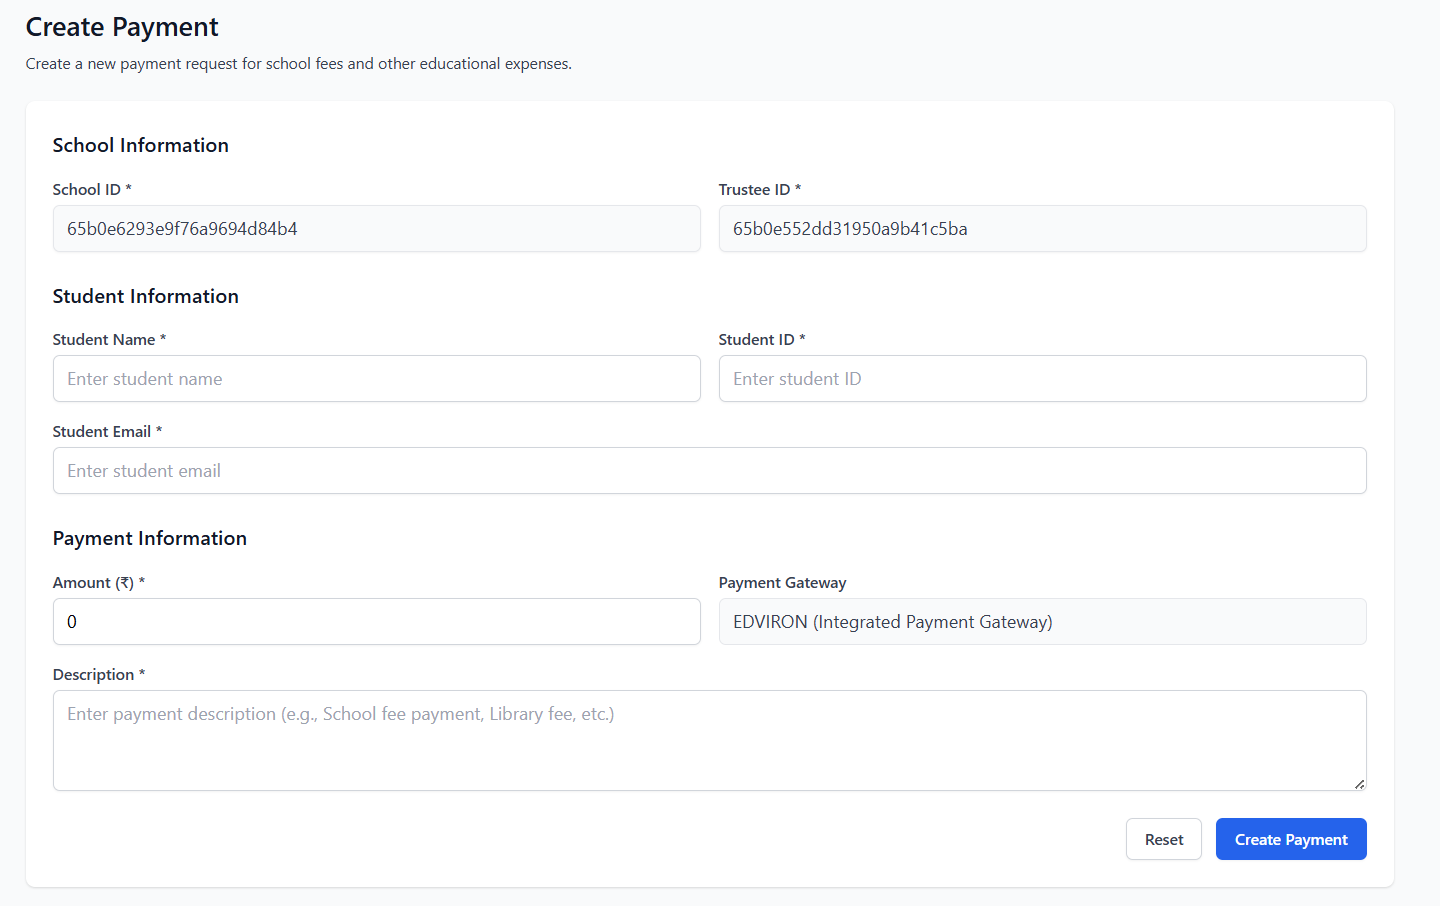 Create Payment
Create a new payment request for school fees and other educational expenses.
School Information
School ID *
Trustee ID *
65b0e6293e9f76a9694d84b4
65b0e552dd31950a9b41c5ba
Student Information
Student Name *
Student ID *
Enter student name
Enter student ID
Student Email *
Enter student email
Payment Information
Amount (₹) *
Payment Gateway
0
EDVIRON (Integrated Payment Gateway)
Description *
Enter payment description (e.g., School fee payment, Library fee, etc.)
Reset
Create Payment